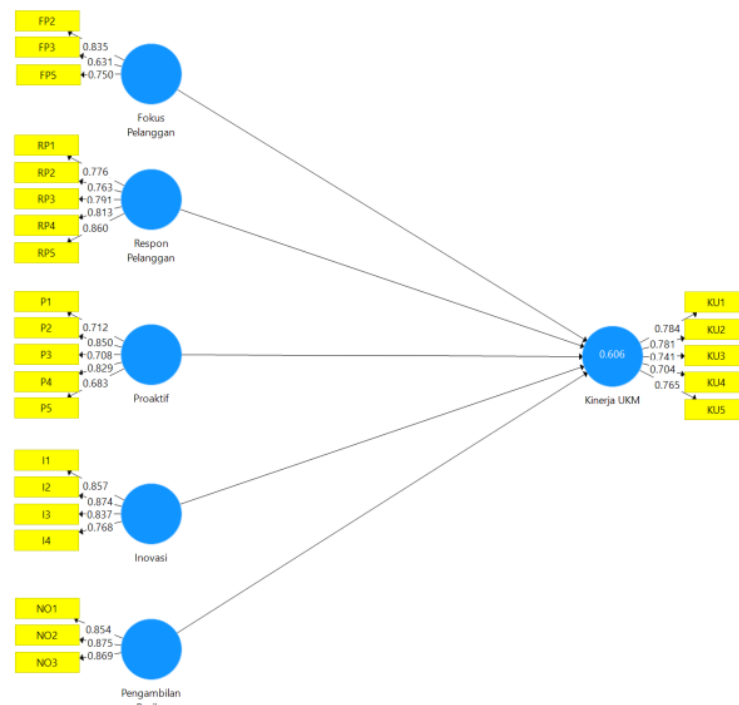 FP2
FP3
FP5
0.835
0.631
0.750
Fokus
Pelanggan
RP1
RP2
RP3
RP4
RP5
0.776
0.763
0.791
0.813
0.860
Respon
Pelanggan
P1
P2
P3
P4
P5
0.712
0.850
0.708
0.829
0.683
Proaktif
I1
I2
I3
I4
0.857
0.874
0.837
0.768
Inovasi
NO1
NO2
NO3
0.854
0.875
0.869
Pengambilan
0.606
Kinerja UKM
0.784
0.781
0.741
0.704
0.765
KU1
KU2
KU3
KU4
KU5